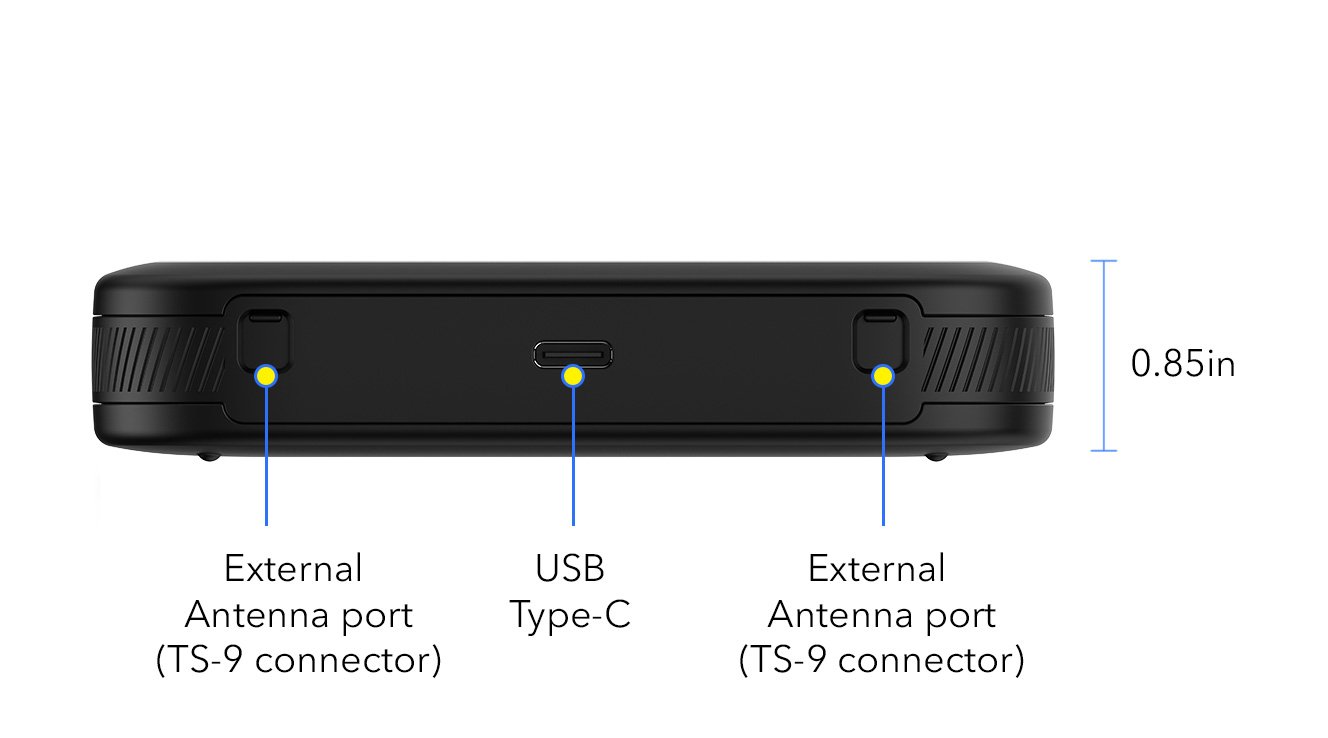 0.85in
External
Antenna port
(TS-9 connector)
USB
Type-C
External
Antenna port
(TS-9 connector)